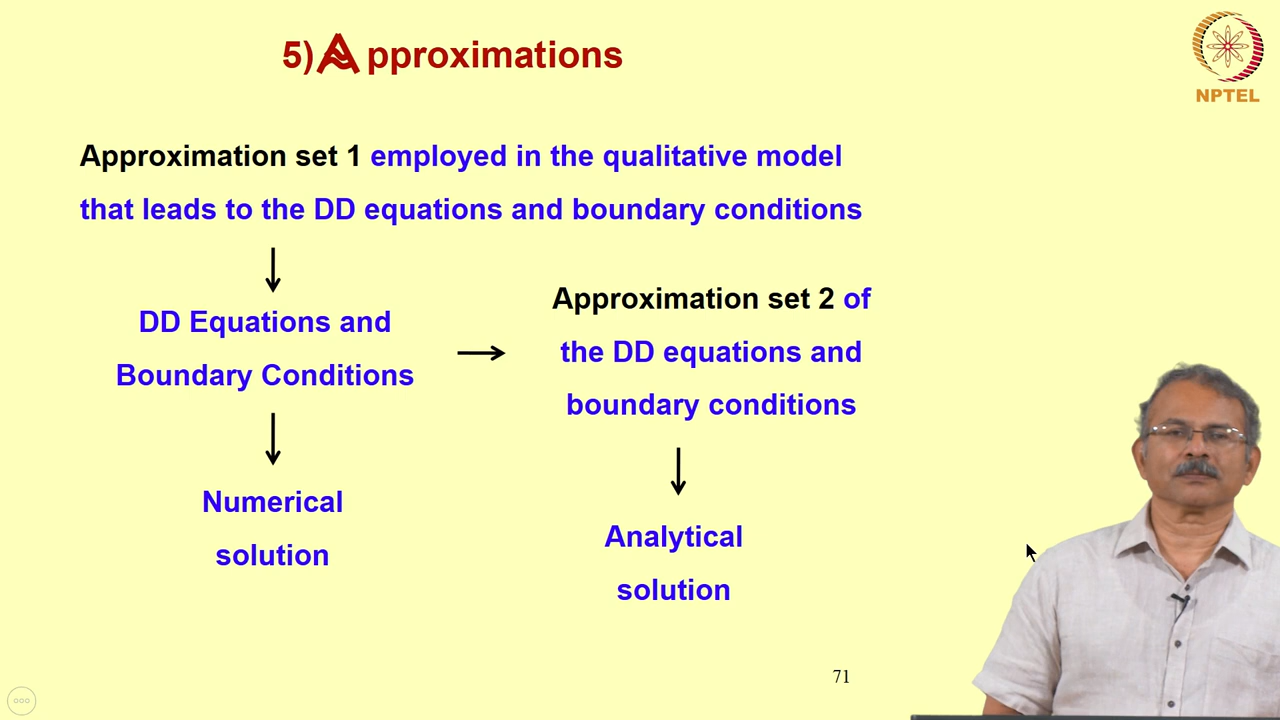 5) Approximations
NPTEL
Approximation set 1 employed in the qualitative model
that leads to the DD equations and boundary conditions
DD Equations and
Boundary Conditions
Numerical
solution
Approximation set 2 of
the DD equations and
boundary conditions
Analytical
solution
71